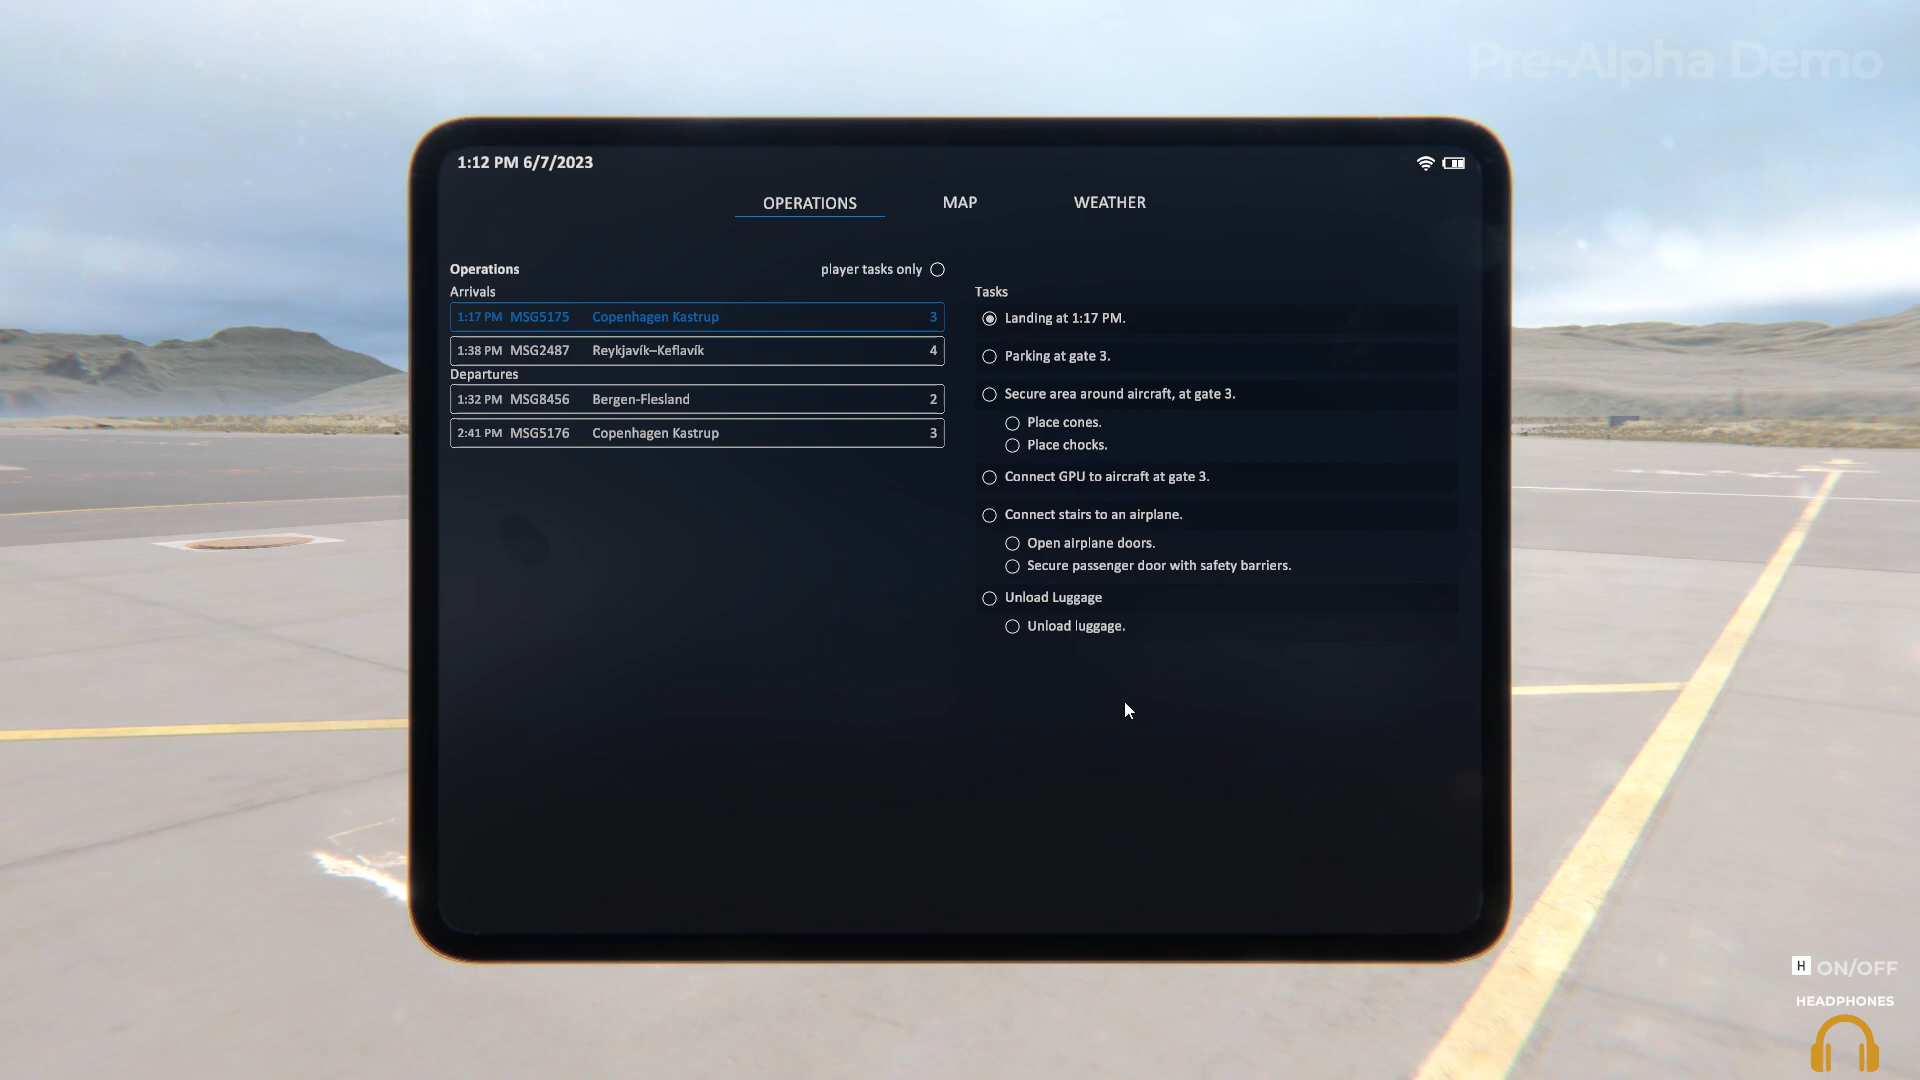 Pre-Alpha Demo
1:12 PM 6/7/2023
OPERATIONS MAP WEATHER
Operations player tasks only
Arrivals
1:17 PM MSG5175 Copenhagen Kastrup 3
1:38 PM MSG2487 Reykjavík–Keflavík 4
Departures
1:32 PM MSG8456 Bergen-Flesland 2
2:41 PM MSG5176 Copenhagen Kastrup 3
Tasks
Landing at 1:17 PM.
Parking at gate 3.
Secure area around aircraft, at gate 3.
Place cones.
Place chocks.
Connect GPU to aircraft at gate 3.
Connect stairs to an airplane.
Open airplane doors.
Secure passenger door with safety barriers.
Unload Luggage
Unload luggage.
H ON/OFF
HEADPHONES